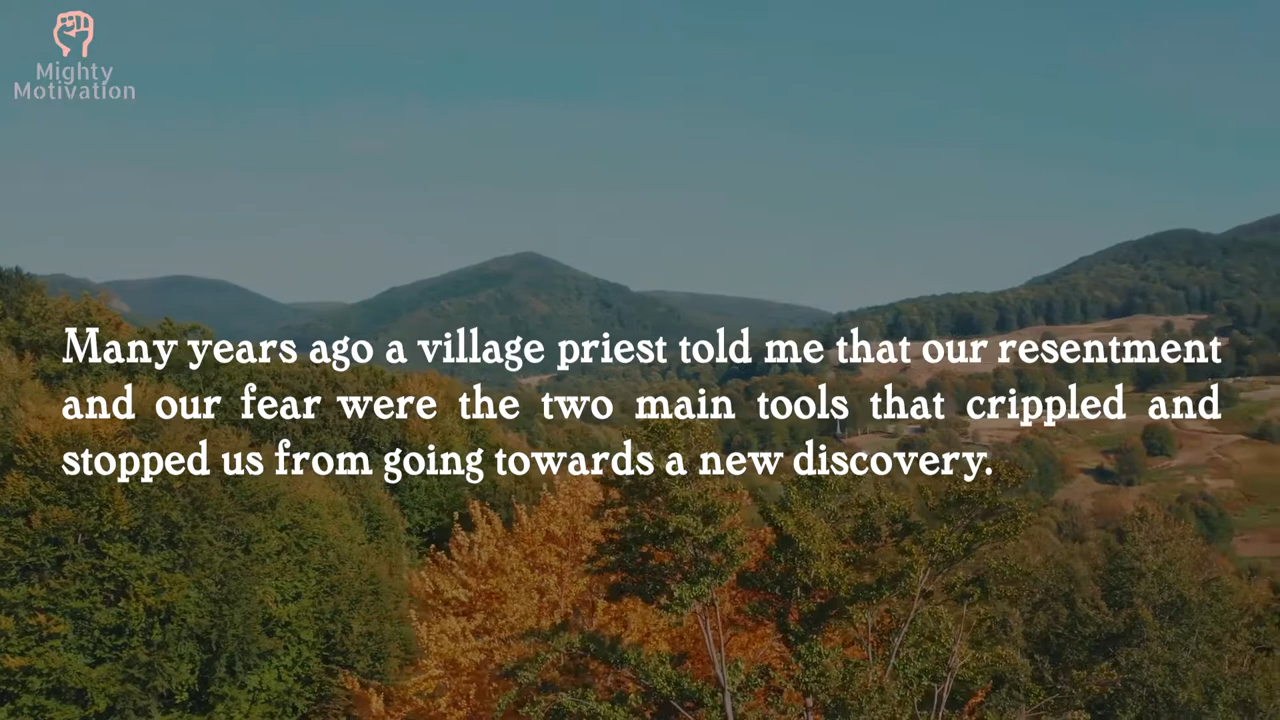 Mighty
Motivation
Many years ago a village priest told me that our resentment
and our fear were the two main tools that crippled and
stopped us from going towards a new discovery.